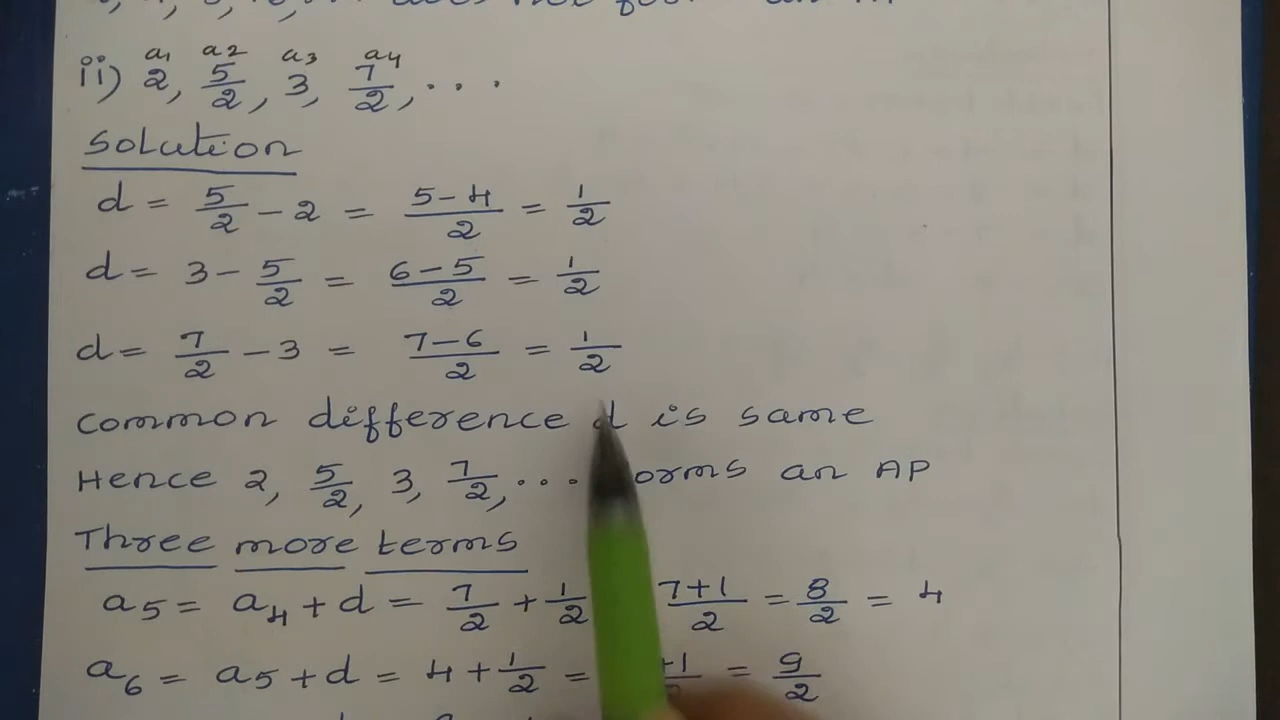 a1 a2 a3 a4
ii) 2, 5/2, 3, 7/2, ...
Solution
d = 5/2 - 2 = (5-4)/2 = 1/2
d = 3 - 5/2 = (6-5)/2 = 1/2
d = 7/2 - 3 = (7-6)/2 = 1/2
Common difference d is same
Hence 2, 5/2, 3, 7/2, ... orms an AP
Three more terms
a5 = a4 + d = 7/2 + 1/2 (7+1)/2 = 8/2 = 4
a6 = a5 + d = 4 + 1/2 = +1 = 9/2